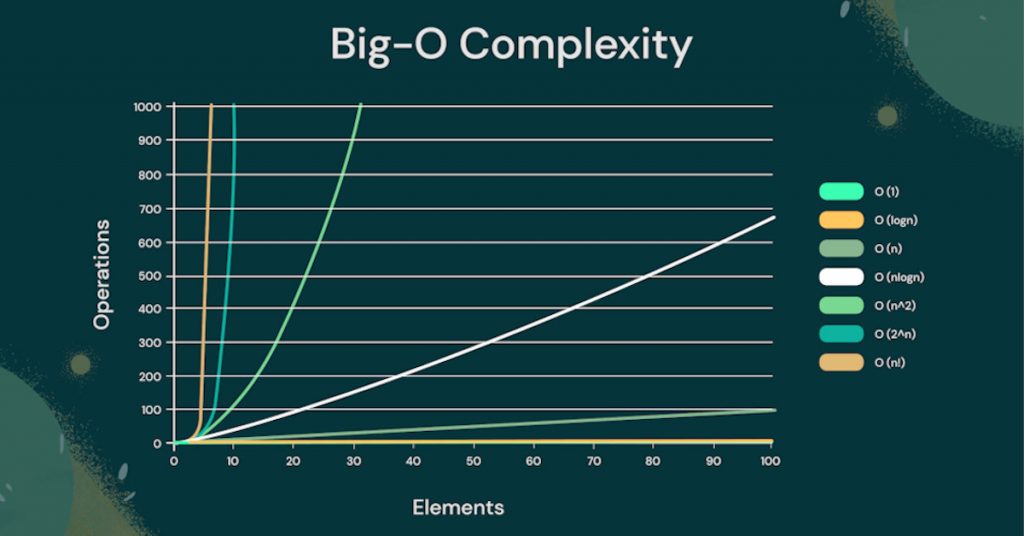 Big-O Complexity
Operations
1000
900
800
700
600
500
400
300
200
100
0
0 10 20 30 40 50 60 70 80 90 100
Elements
O (1)
O (logn)
O (n)
O (nlogn)
O (n^2)
O (2^n)
O (n!)